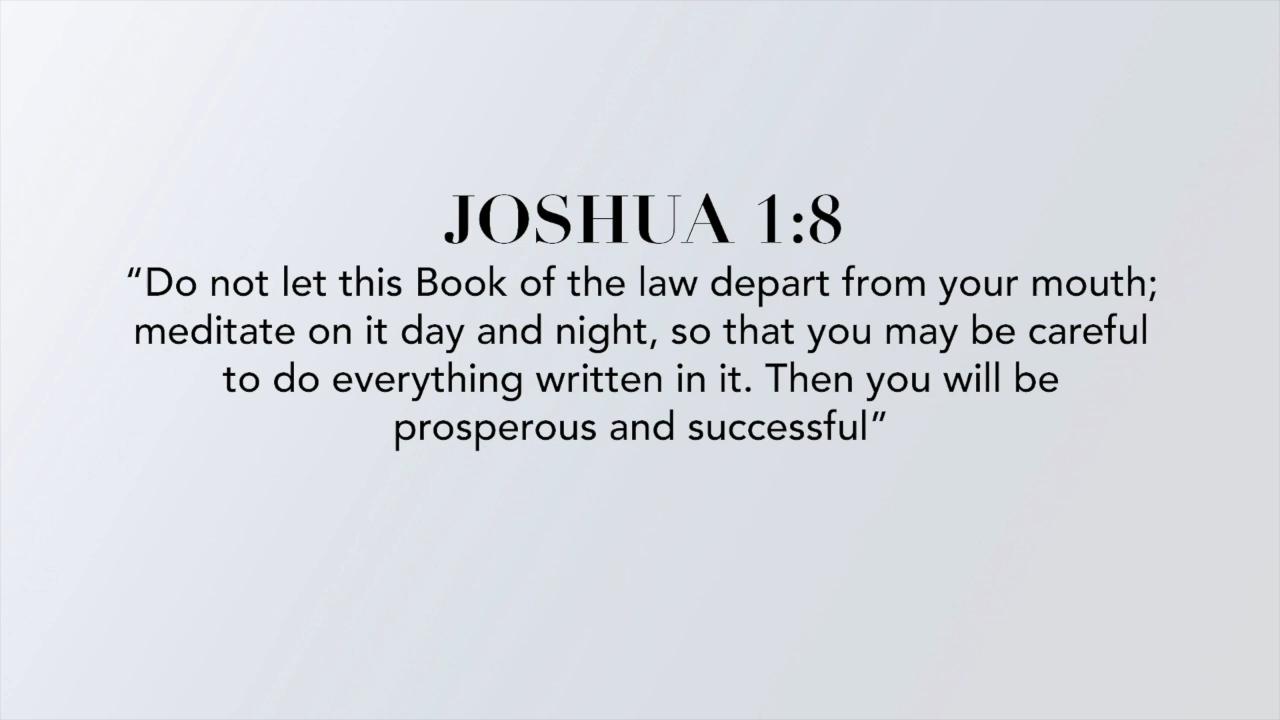 JOSHUA 1:8
“Do not let this Book of the law depart from your mouth;
meditate on it day and night, so that you may be careful
to do everything written in it. Then you will be
prosperous and successful”